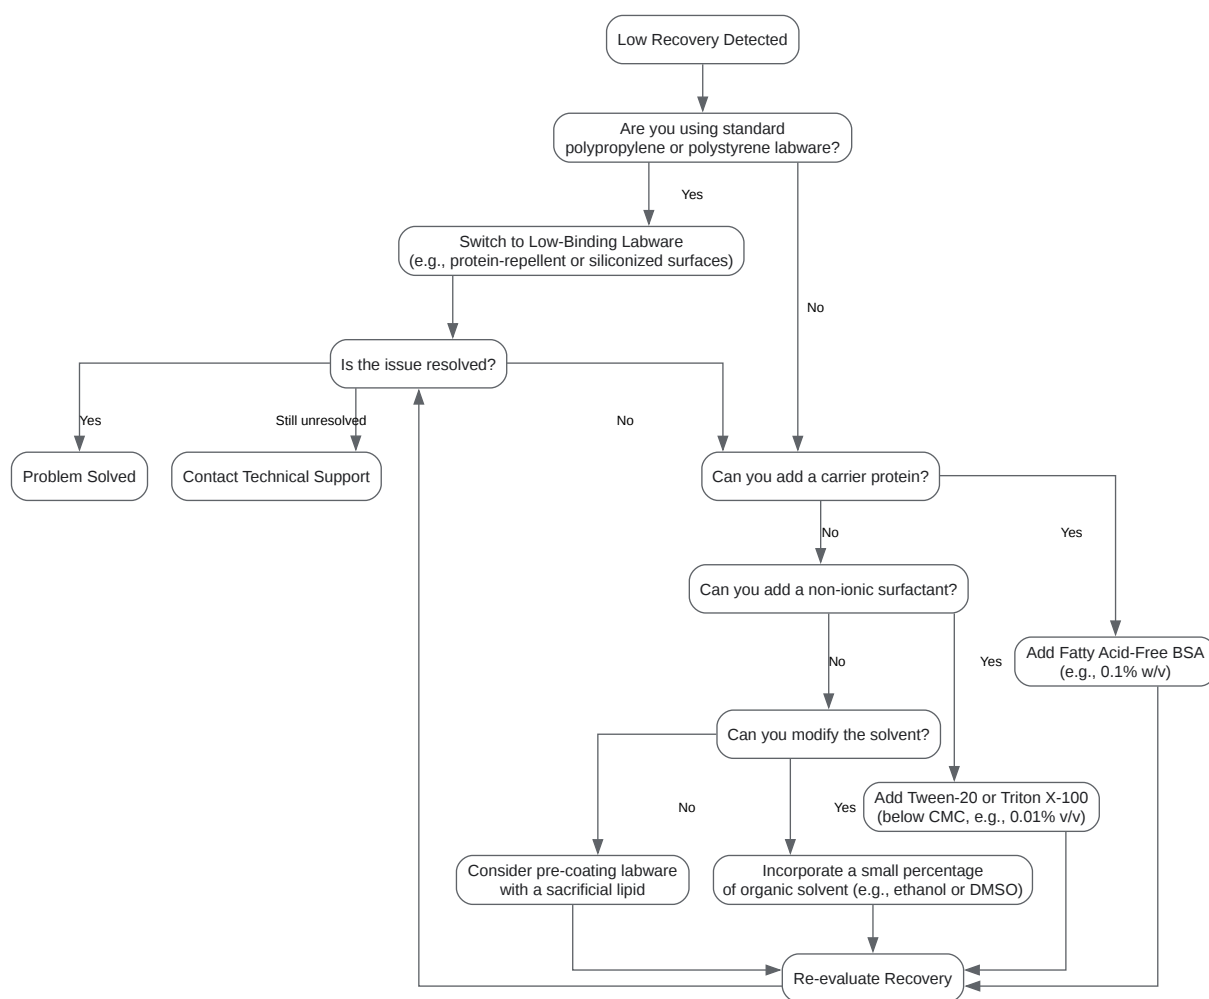 Low Recovery Detected
Are you using standard
polypropylene or polystyrene labware?
Yes
Switch to Low-Binding Labware
(e.g., protein-repellent or siliconized surfaces)
No
Is the issue resolved?
Yes
Still unresolved
No
Problem Solved
Contact Technical Support
Can you add a carrier protein?
No
Yes
Can you add a non-ionic surfactant?
No
Yes
Add Fatty Acid-Free BSA
(e.g., 0.1% w/v)
Can you modify the solvent?
No
Yes
Add Tween-20 or Triton X-100
(below CMC, e.g., 0.01% v/v)
Consider pre-coating labware
with a sacrificial lipid
Incorporate a small percentage
of organic solvent (e.g., ethanol or DMSO)
Re-evaluate Recovery